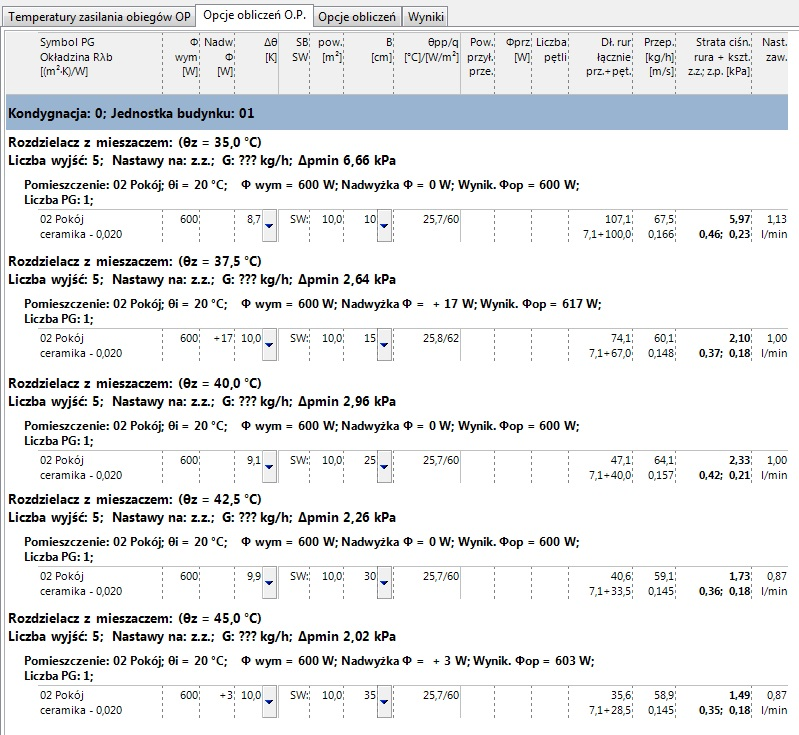 Temperatury zasilania obiegów OP Opcje obliczeń O.P. Opcje obliczeń Wyniki
Symbol PG Φ Nadw. Δθ SB pow. B θpp/q Pow. Φprz Liczba Dł. rur Przep. Strata ciśn. Nast.
Okładzina Rλb wym Φ [K] SW [m²] [cm] [°C]/[W/m²] przył. [W] pętli łącznie [kg/h] rura + kszt. zaw.
[(m²·K)/W] [W] [W] prze. prz.+pęt. [m/s] z.z.; z.p. [kPa]
Kondygnacja: 0; Jednostka budynku: 01
Rozdzielacz z mieszaczem: (θz = 35,0 °C)
Liczba wyjść: 5; Nastawy na: z.z.; G: ??? kg/h; Δpmin 6,66 kPa
Pomieszczenie: 02 Pokój; θi = 20 °C; Φ wym = 600 W; Nadwyżka Φ = 0 W; Wynik. Φop = 600 W;
Liczba PG: 1;
02 Pokój 600 8,7 SW: 10,0 10 25,7/60 107,1 67,5 5,97 1,13
ceramika - 0,020 7,1+100,0 0,166 0,46; 0,23 l/min
Rozdzielacz z mieszaczem: (θz = 37,5 °C)
Liczba wyjść: 5; Nastawy na: z.z.; G: ??? kg/h; Δpmin 2,64 kPa
Pomieszczenie: 02 Pokój; θi = 20 °C; Φ wym = 600 W; Nadwyżka Φ = + 17 W; Wynik. Φop = 617 W;
Liczba PG: 1;
02 Pokój 600 +17 10,0 SW: 10,0 15 25,8/62 74,1 60,1 2,10 1,00
ceramika - 0,020 7,1+67,0 0,148 0,37; 0,18 l/min
Rozdzielacz z mieszaczem: (θz = 40,0 °C)
Liczba wyjść: 5; Nastawy na: z.z.; G: ??? kg/h; Δpmin 2,96 kPa
Pomieszczenie: 02 Pokój; θi = 20 °C; Φ wym = 600 W; Nadwyżka Φ = 0 W; Wynik. Φop = 600 W;
Liczba PG: 1;
02 Pokój 600 9,1 SW: 10,0 25 25,7/60 47,1 64,1 2,33 1,00
ceramika - 0,020 7,1+40,0 0,157 0,42; 0,21 l/min
Rozdzielacz z mieszaczem: (θz = 42,5 °C)
Liczba wyjść: 5; Nastawy na: z.z.; G: ??? kg/h; Δpmin 2,26 kPa
Pomieszczenie: 02 Pokój; θi = 20 °C; Φ wym = 600 W; Nadwyżka Φ = 0 W; Wynik. Φop = 600 W;
Liczba PG: 1;
02 Pokój 600 9,9 SW: 10,0 30 25,7/60 40,6 59,1 1,73 0,87
ceramika - 0,020 7,1+33,5 0,145 0,36; 0,18 l/min
Rozdzielacz z mieszaczem: (θz = 45,0 °C)
Liczba wyjść: 5; Nastawy na: z.z.; G: ??? kg/h; Δpmin 2,02 kPa
Pomieszczenie: 02 Pokój; θi = 20 °C; Φ wym = 600 W; Nadwyżka Φ = + 3 W; Wynik. Φop = 603 W;
Liczba PG: 1;
02 Pokój 600 +3 10,0 SW: 10,0 35 25,7/60 35,6 58,9 1,49 0,87
ceramika - 0,020 7,1+28,5 0,145 0,35; 0,18 l/min